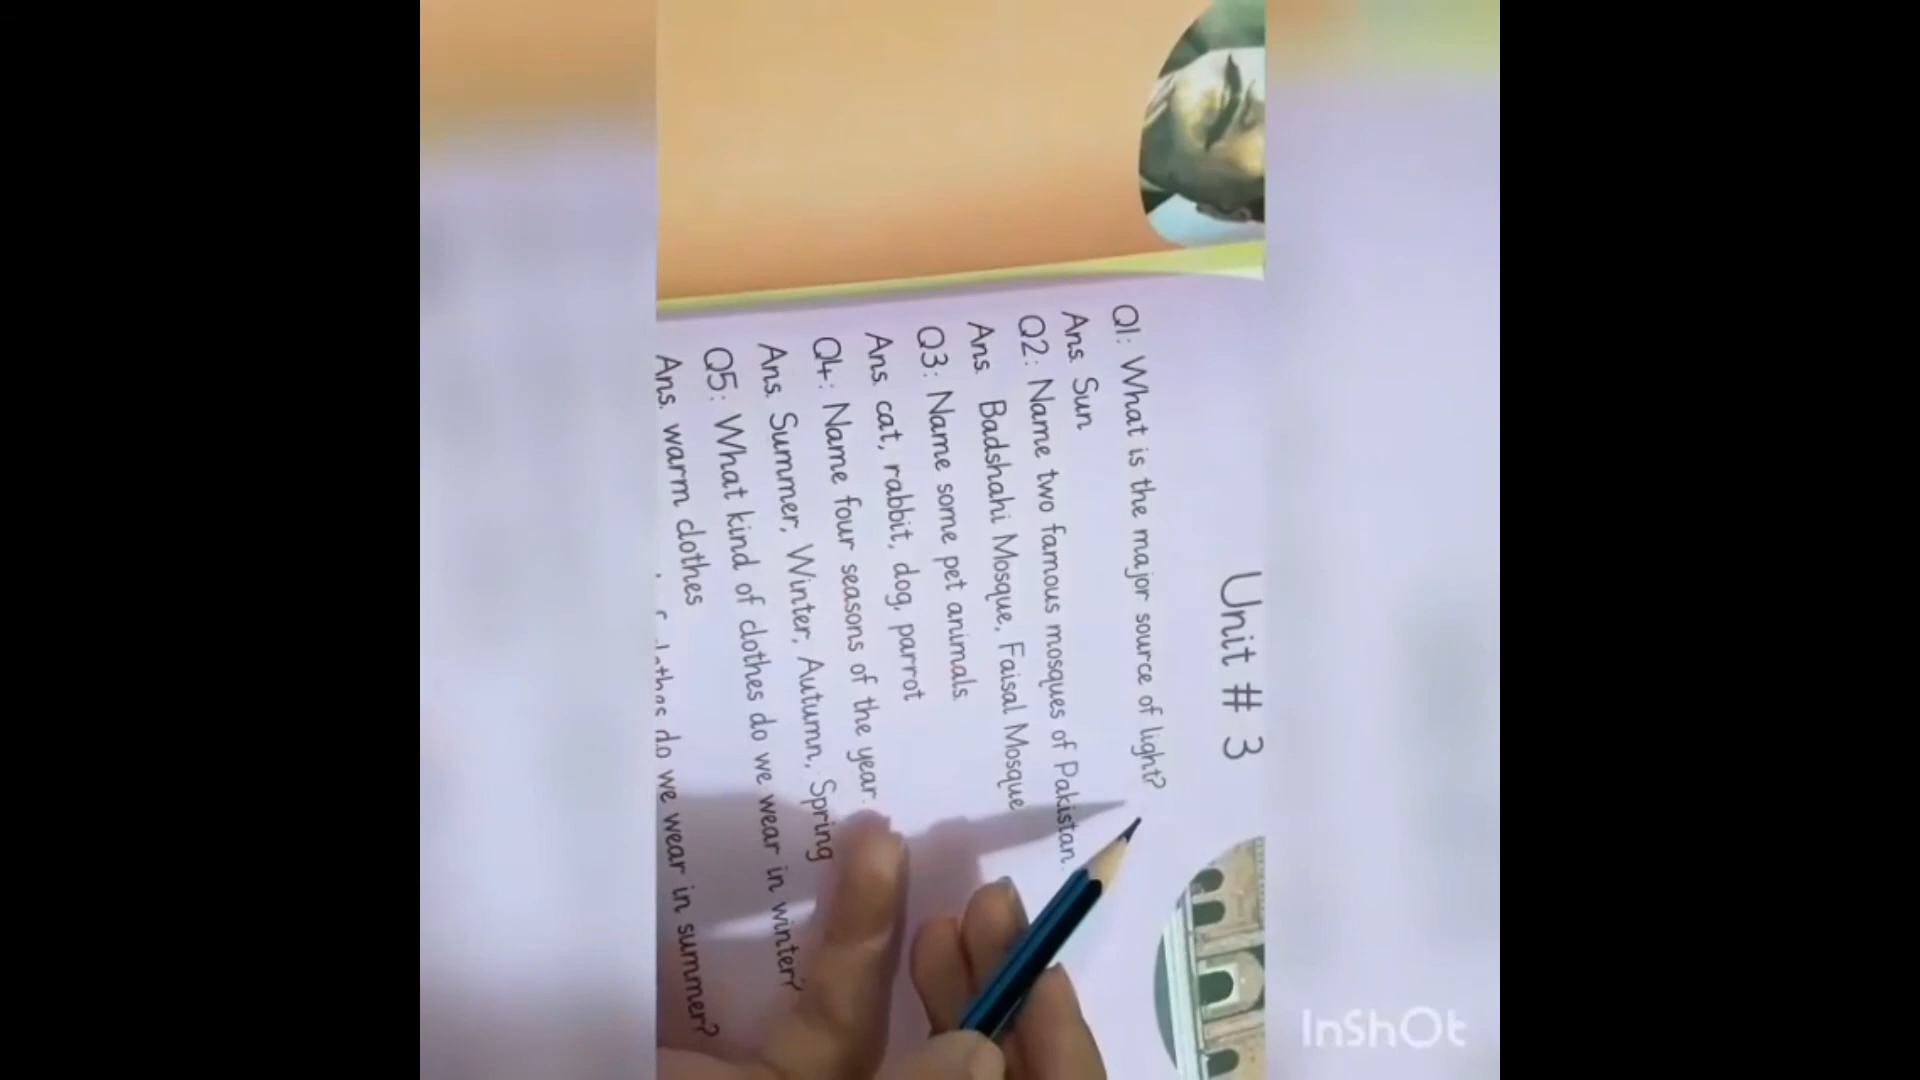 Unit # 3
Q1: What is the major source of light?
Ans. Sun
Q2: Name two famous mosques of Pakistan.
Ans. Badshahi Mosque, Faisal Mosque
Q3: Name some pet animals.
Ans. cat, rabbit, dog, parrot
Q4: Name four seasons of the year.
Ans. Summer, Winter, Autumn, Spring
Q5: What kind of clothes do we wear in winter?
Ans. warm clothes
do we wear in summer?
InShOt